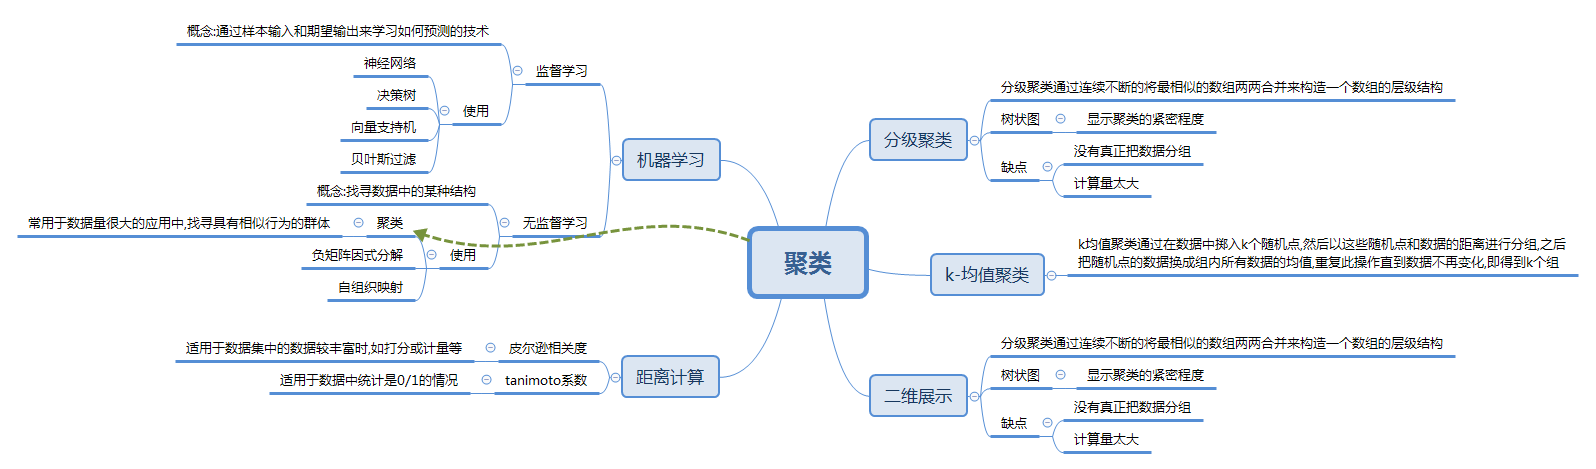 聚类
机器学习
监督学习
概念:通过样本输入和期望输出来学习如何预测的技术
使用
神经网络
决策树
向量支持机
贝叶斯过滤
无监督学习
概念:找寻数据中的某种结构
使用
聚类
常用于数据量很大的应用中,找寻具有相似行为的群体
负矩阵因式分解
自组织映射
距离计算
皮尔逊相关度
适用于数据集中的数据较丰富时,如打分或计量等
tanimoto系数
适用于数据中统计是0/1的情况
分级聚类
分级聚类通过连续不断的将最相似的数组两两合并来构造一个数组的层级结构
树状图
显示聚类的紧密程度
缺点
没有真正把数据分组
计算量太大
k-均值聚类
k均值聚类通过在数据中掷入k个随机点,然后以这些随机点和数据的距离进行分组,之后
把随机点的数据换成组内所有数据的均值,重复此操作直到数据不再变化,即得到k个组
二维展示
分级聚类通过连续不断的将最相似的数组两两合并来构造一个数组的层级结构
树状图
显示聚类的紧密程度
缺点
没有真正把数据分组
计算量太大